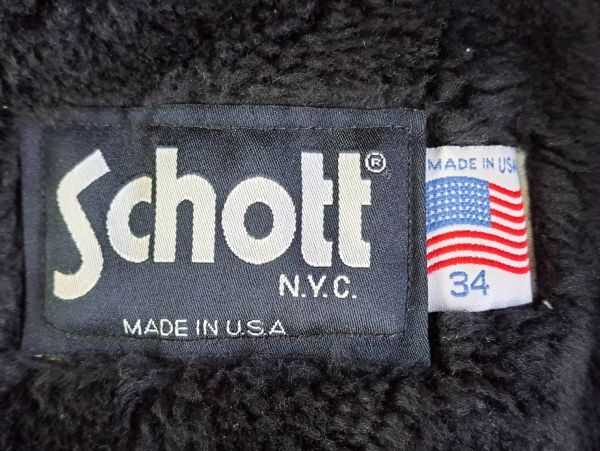 Schott®
N.Y.C.
MADE IN U.S.A
MADE IN USA
34